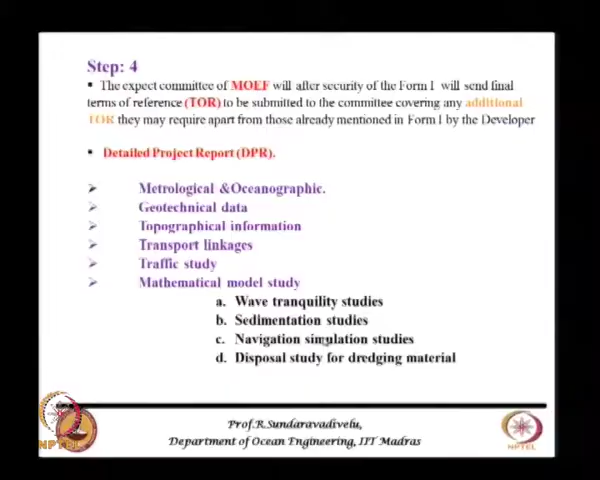 Step: 4
▪ The expect committee of MOEF will after security of the Form I will send final
terms of reference (TOR) to be submitted to the committee covering any additional
TOR they may require apart from those already mentioned in Form I by the Developer
▪ Detailed Project Report (DPR).
➢ Metrological &Oceanographic.
➢ Geotechnical data
➢ Topographical information
➢ Transport linkages
➢ Traffic study
➢ Mathematical model study
a. Wave tranquility studies
b. Sedimentation studies
c. Navigation simulation studies
d. Disposal study for dredging material
Prof.R.Sundaravadivelu,
Department of Ocean Engineering, IIT Madras
NPTEL
NPTEL